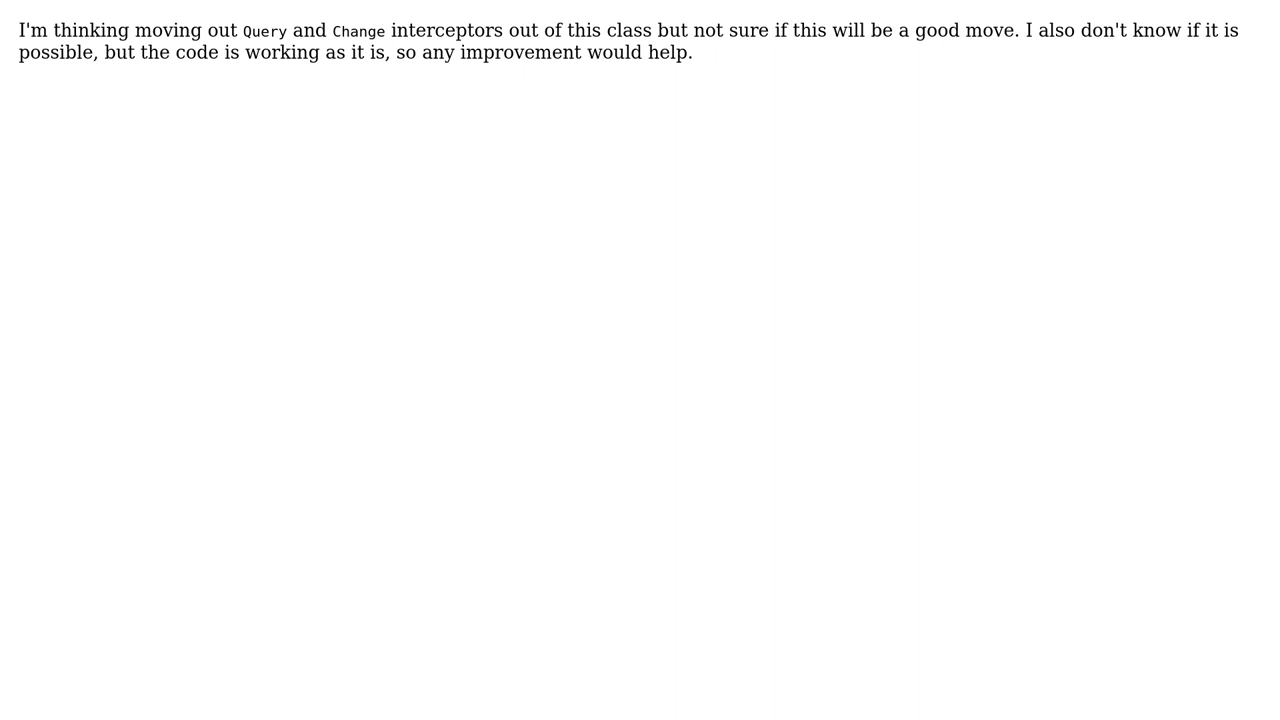 I'm thinking moving out Query and Change interceptors out of this class but not sure if this will be a good move. I also don't know if it is
possible, but the code is working as it is, so any improvement would help.